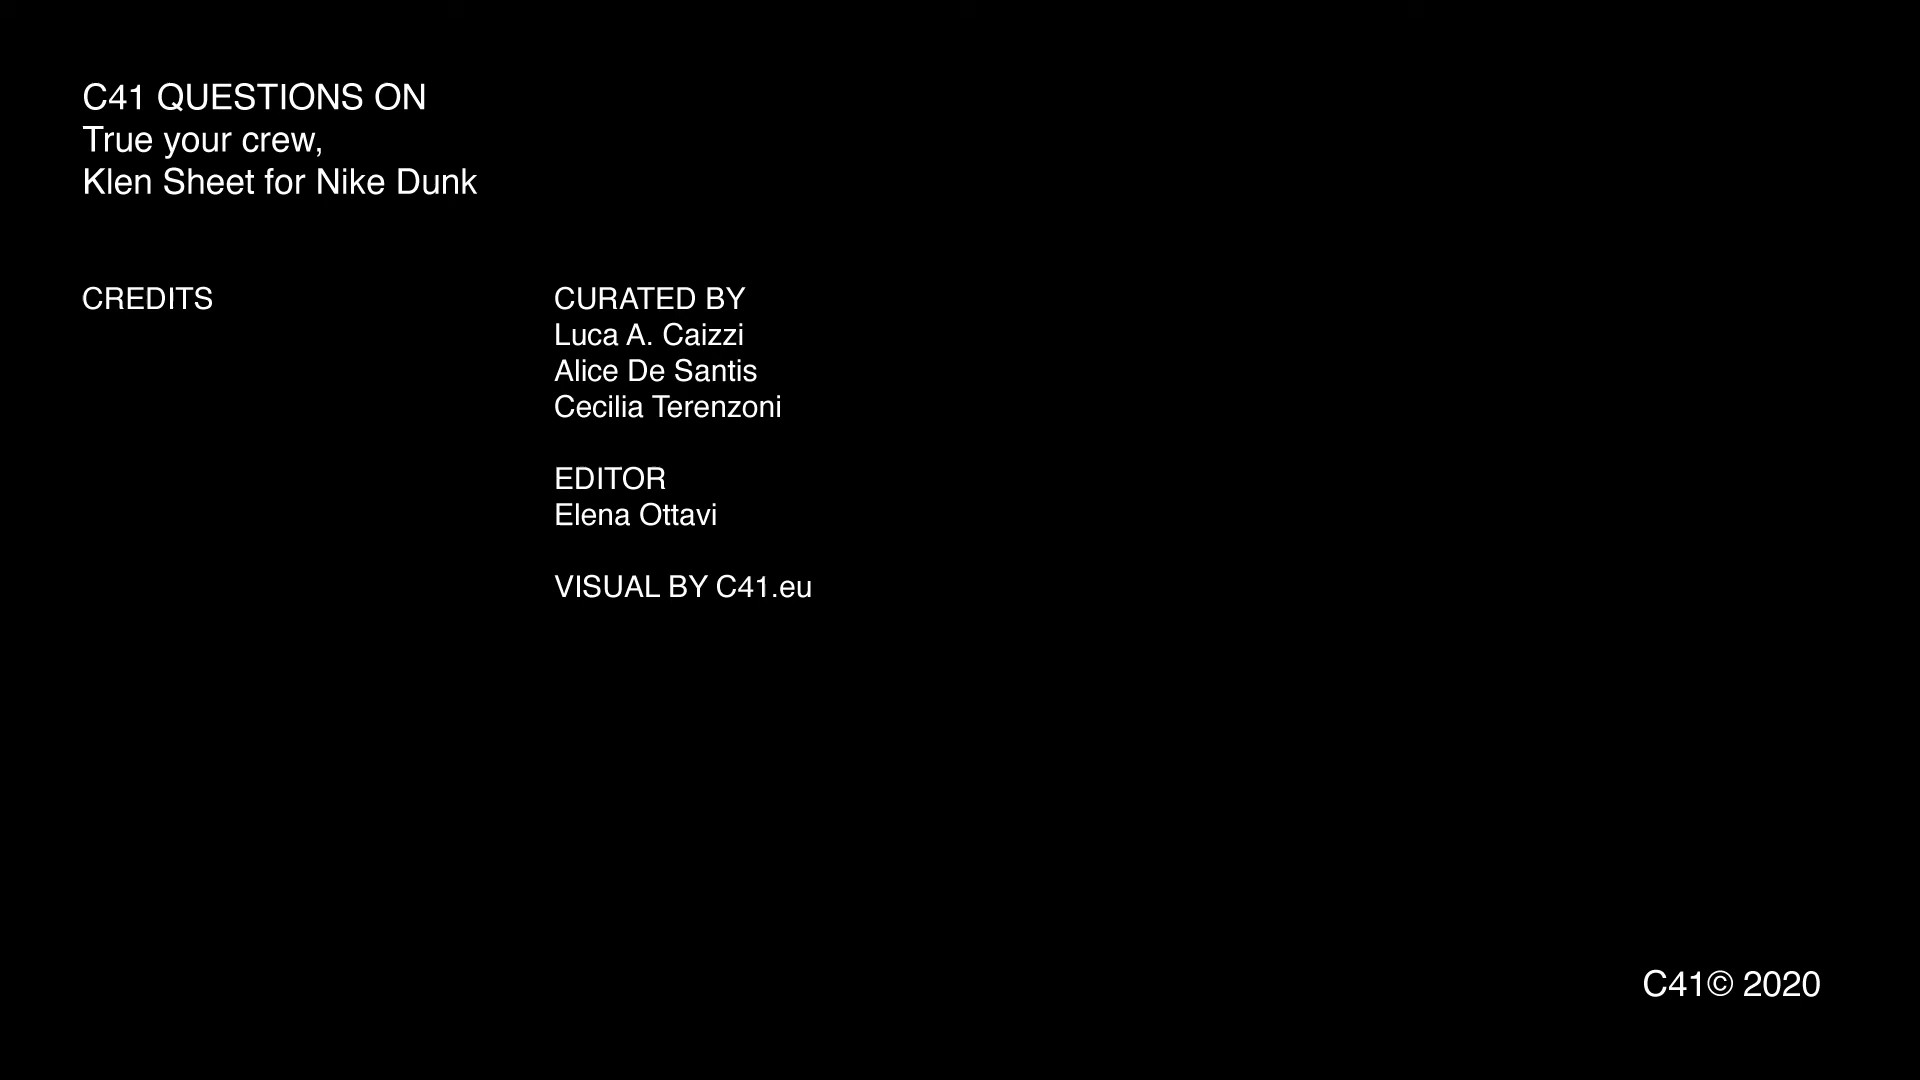 C41 QUESTIONS ON
True your crew,
Klen Sheet for Nike Dunk
CREDITS
CURATED BY
Luca A. Caizzi
Alice De Santis
Cecilia Terenzoni
EDITOR
Elena Ottavi
VISUAL BY C41.eu
C41© 2020